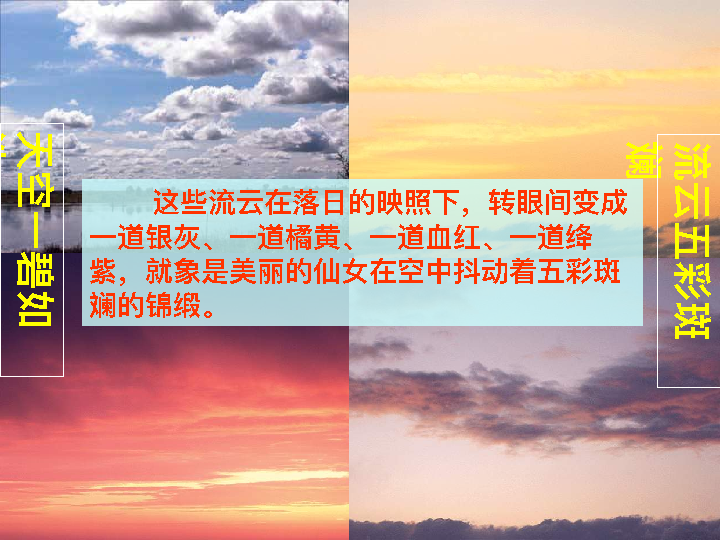 天空一碧如
这些流云在落日的映照下，转眼间变成
一道银灰、一道橘黄、一道血红、一道绛
紫，就象是美丽的仙女在空中抖动着五彩斑
斓的锦缎。
流云五彩斑
斓